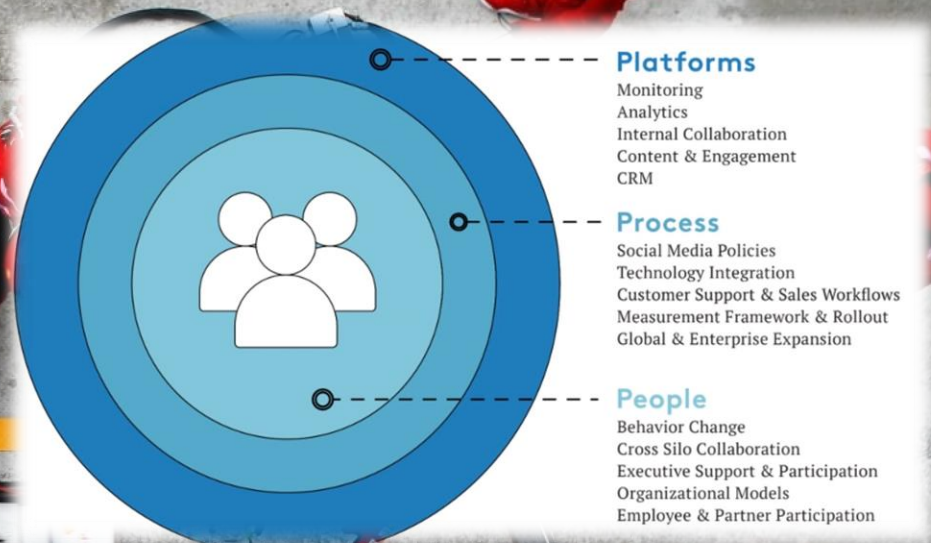 Platforms
Monitoring
Analytics
Internal Collaboration
Content & Engagement
CRM
Process
Social Media Policies
Technology Integration
Customer Support & Sales Workflows
Measurement Framework & Rollout
Global & Enterprise Expansion
People
Behavior Change
Cross Silo Collaboration
Executive Support & Participation
Organizational Models
Employee & Partner Participation